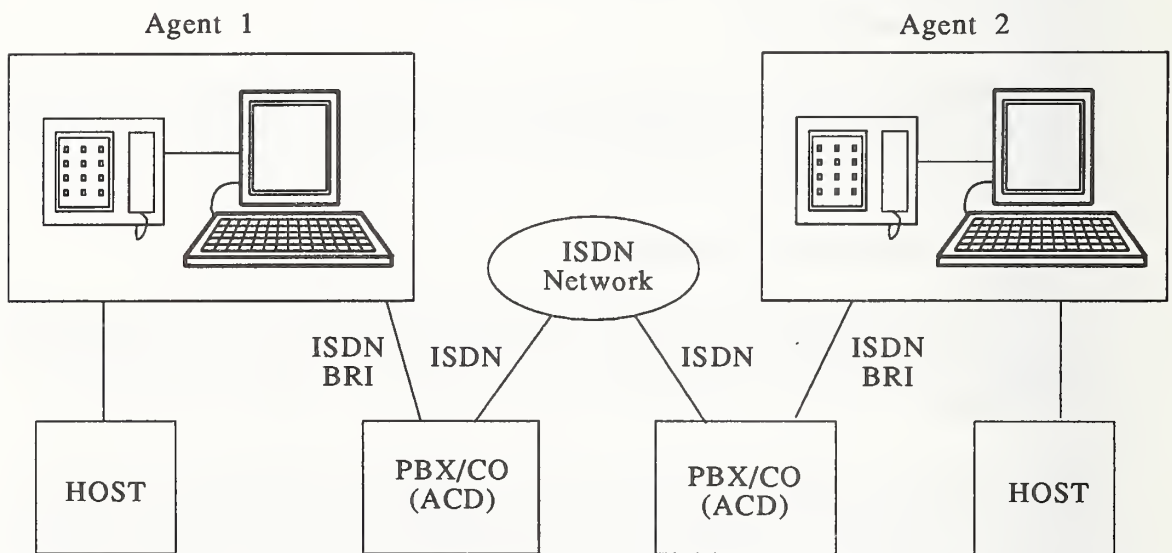 Agent 1
Agent 2
ISDN
Network
ISDN
BRI
ISDN
ISDN
ISDN
BRI
HOST
PBX/CO
(ACD)
PBX/CO
(ACD)
HOST